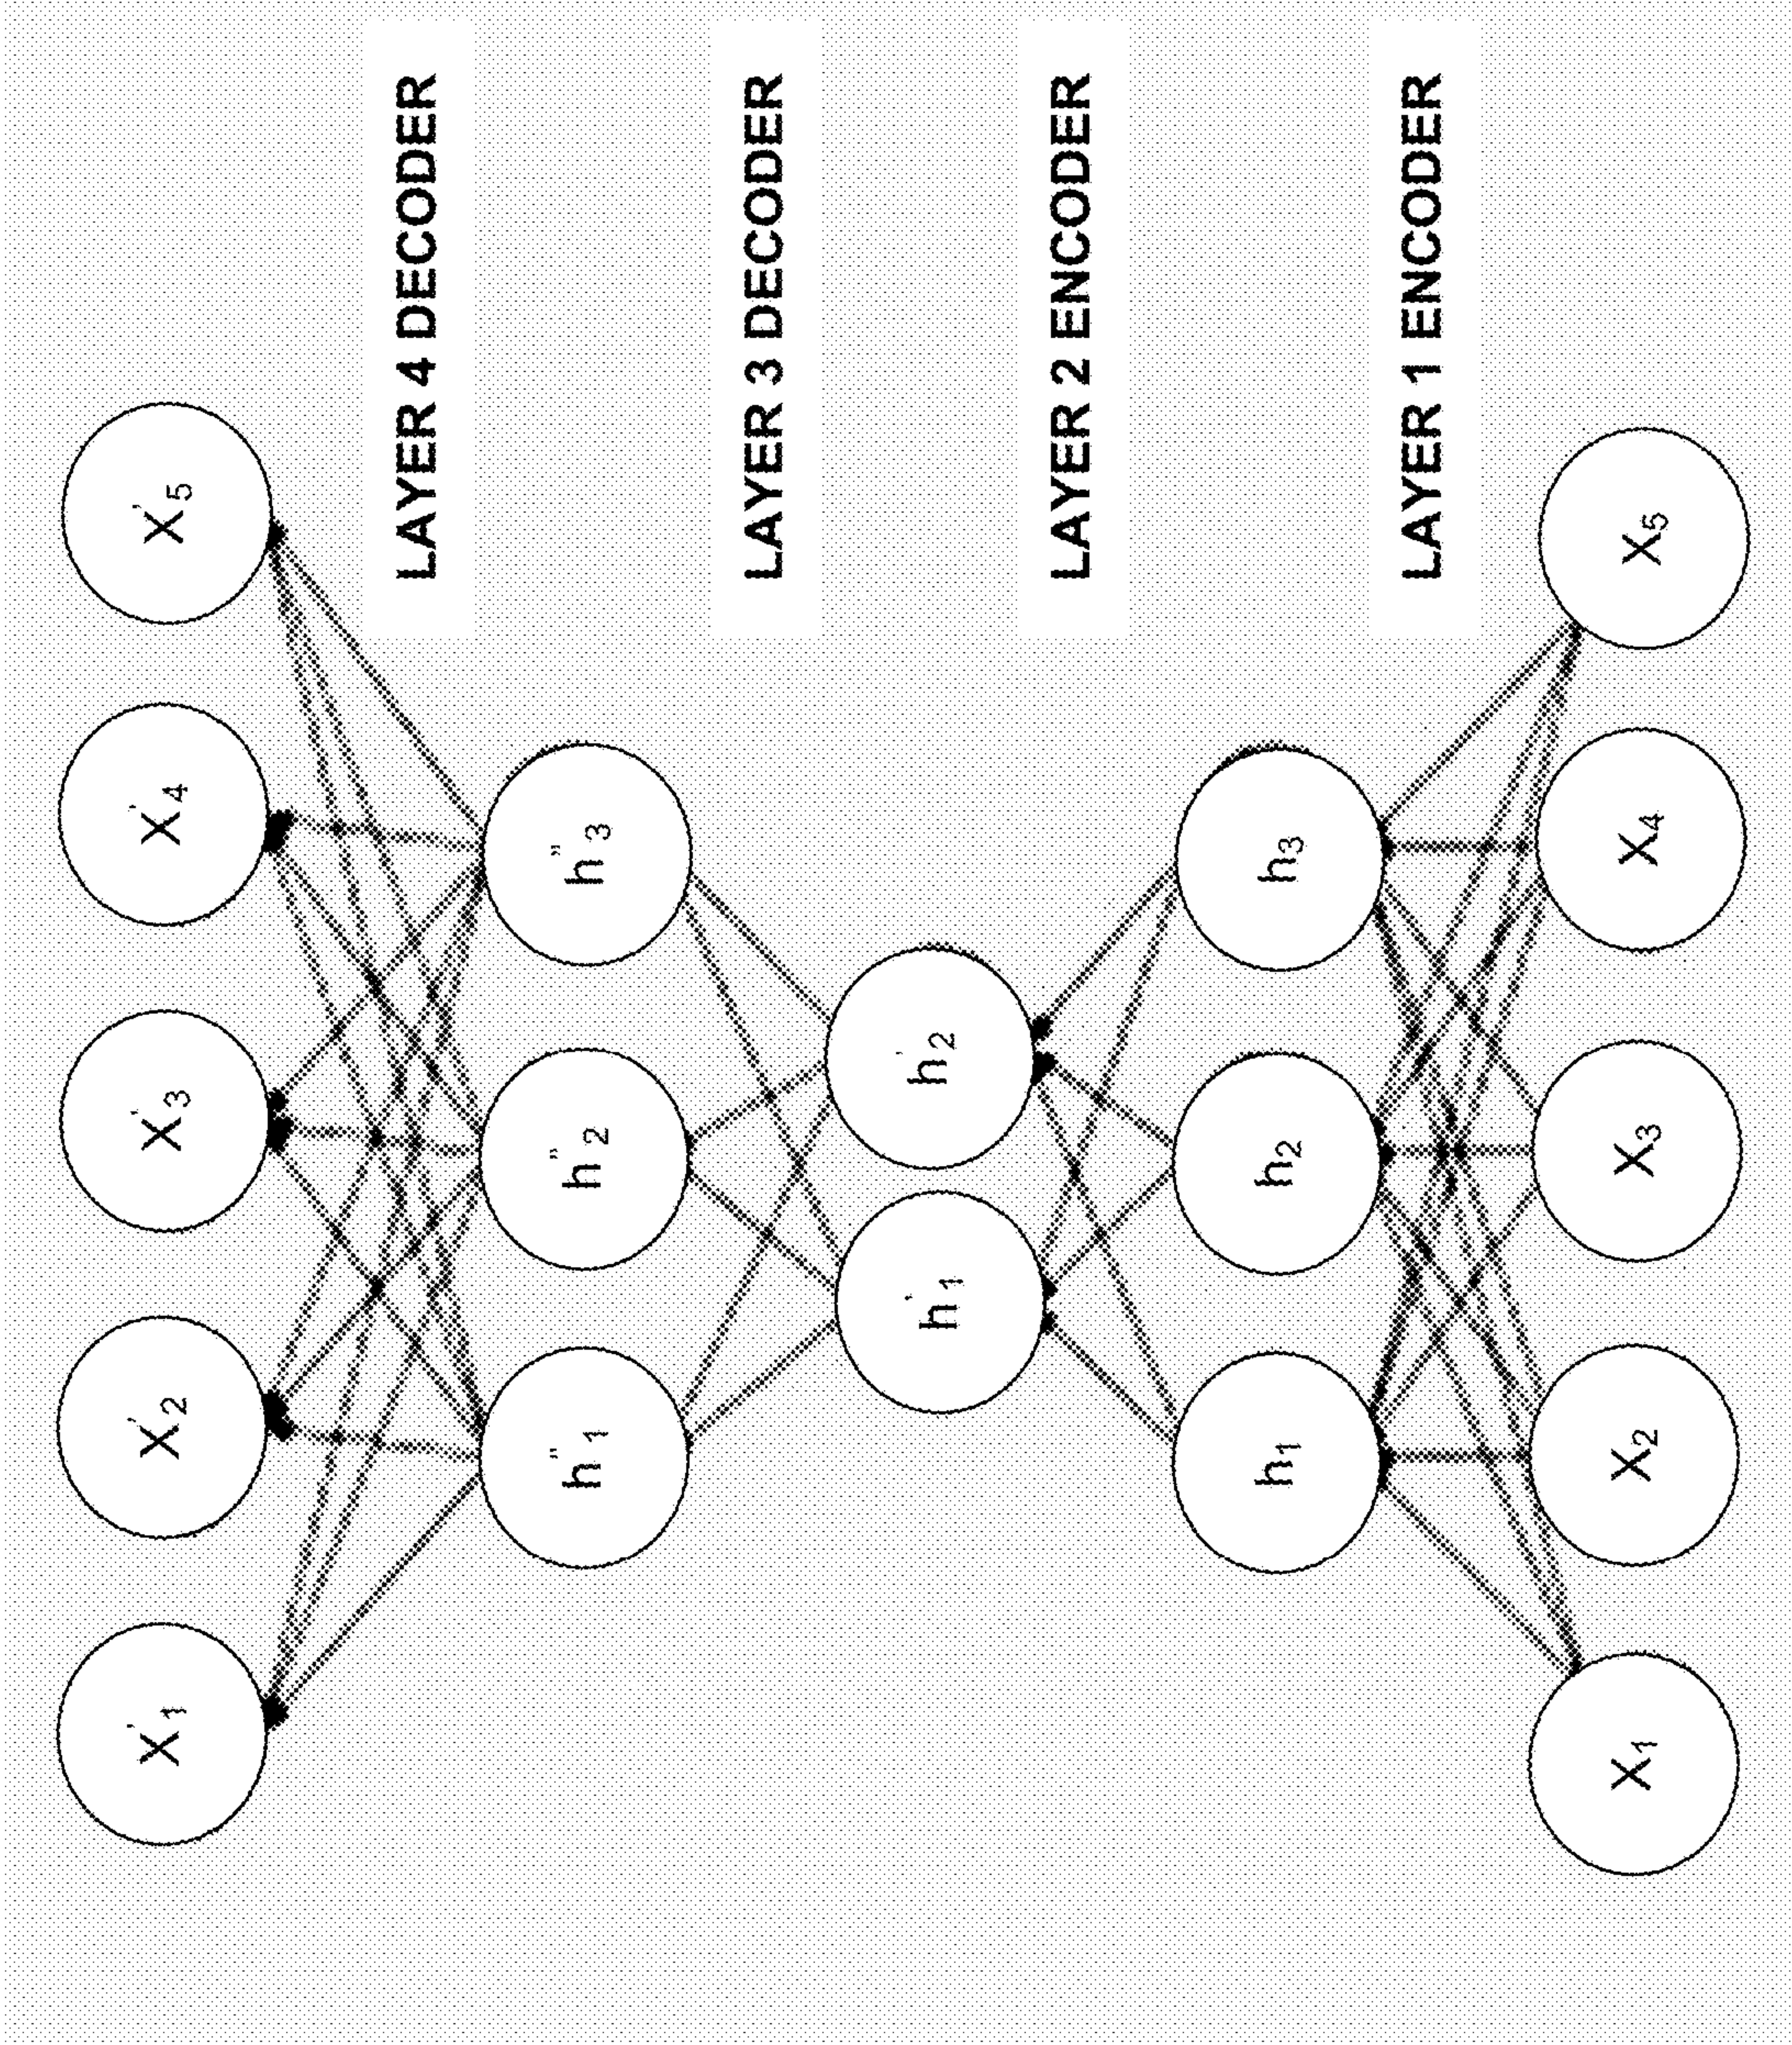 X'1 X'2 X'3 X'4 X'5
LAYER 4 DECODER
h"1 h"2 h"3
LAYER 3 DECODER
h'1 h'2
LAYER 2 ENCODER
h1 h2 h3
LAYER 1 ENCODER
X1 X2 X3 X4 X5